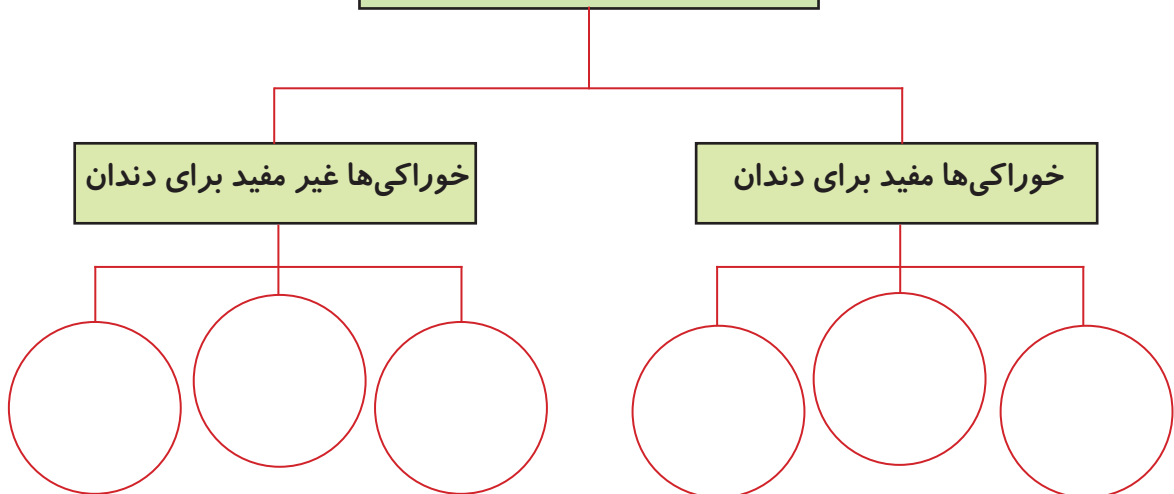 خوراکی‌ها مفید برای دندان
خوراکی‌ها غیر مفید برای دندان